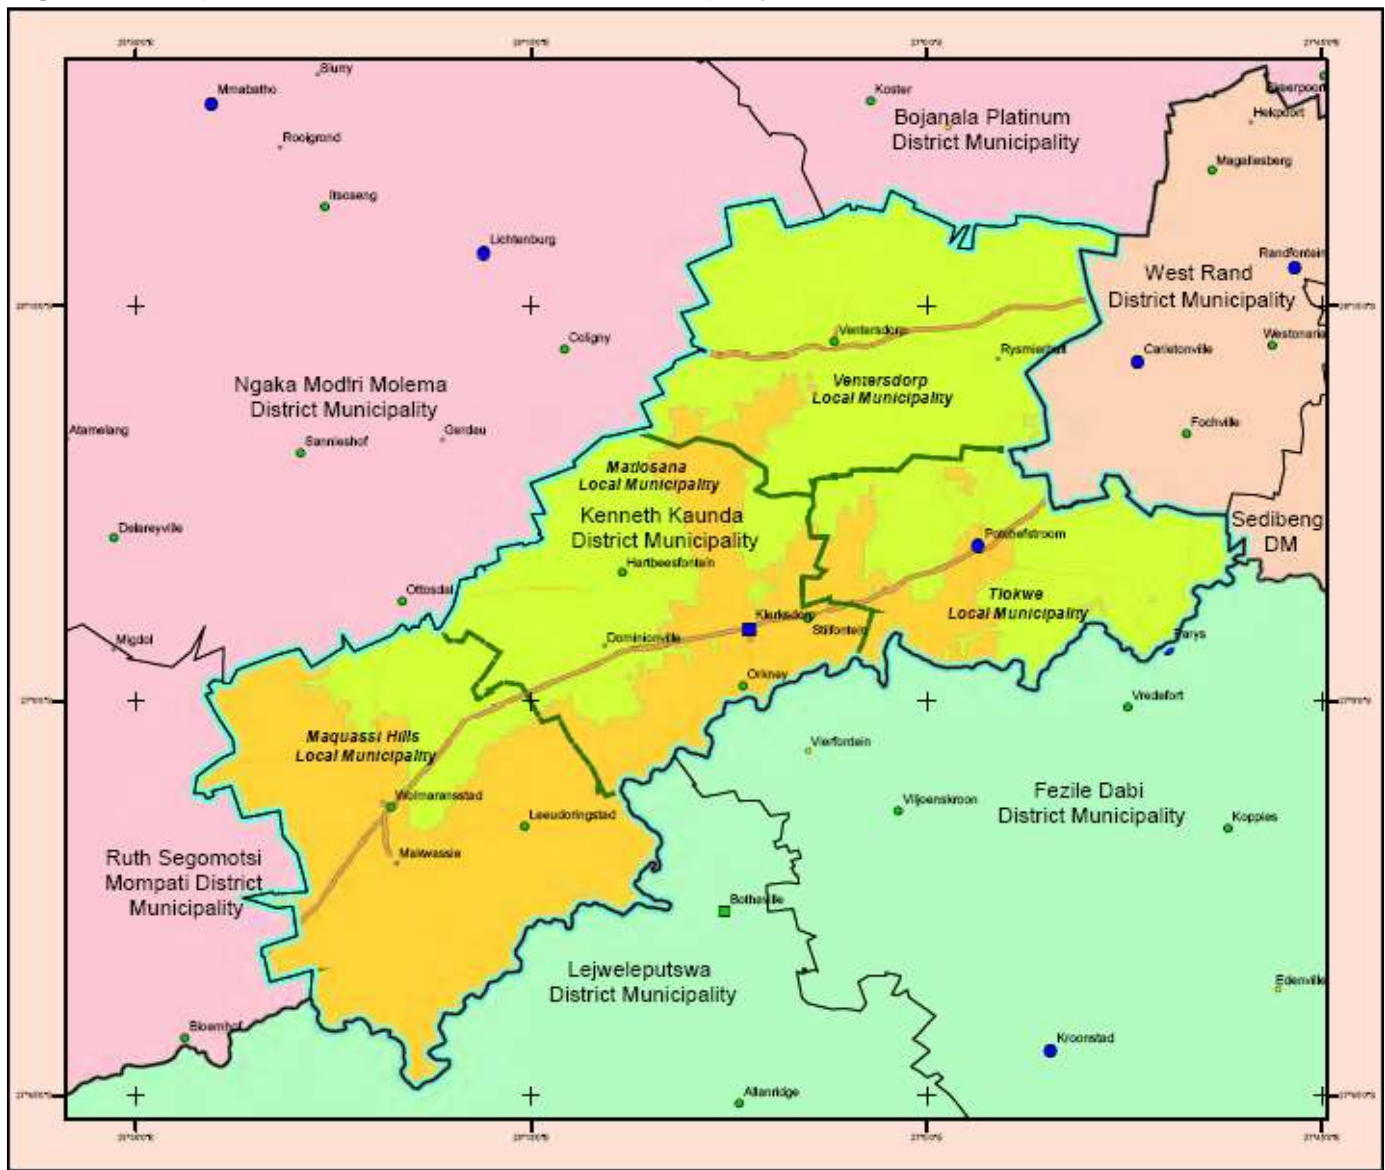 Slurry
Mmabatho
Koster
Bojanala Platinum
District Municipality
Hekpoort
Rooigrond
Magaliesberg
Itsoseng
Lichtenburg
Randfontein
West Rand
District Municipality
Ventersdorp
Westonaria
Coligny
Carletonville
Ngaka Modiri Molema
District Municipality
Ventersdorp
Local Municipality
Atamelang
Gerdau
Sannieshof
Fochville
Matlosana
Local Municipality
Kenneth Kaunda
District Municipality
Sedibeng
DM
Delareyville
Potchefstroom
Hartbeesfontein
Ottosdal
Tlokwe
Local Municipality
Klerksdorp
Stilfontein
Migdol
Dominionville
Parys
Orkney
Vredefort
Maquassi Hills
Local Municipality
Vierfontein
Wolmaransstad
Fezile Dabi
District Municipality
Viljoenskroon
Leeudoringstad
Koppies
Makwassie
Ruth Segomotsi
Mompati District
Municipality
Bothaville
Lejweleputswa
District Municipality
Edenville
Bloemhof
Kroonstad
Allanridge